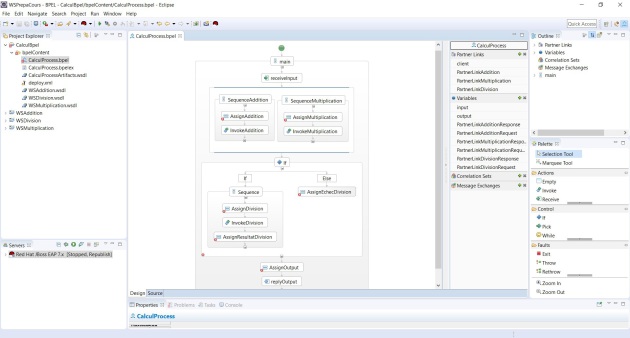 WSPrepaCours - BPEL - CalculBpel/bpelContent/CalculProcess.bpel - Eclipse
File Edit Navigate Search Project Run Window Help
Quick Access
Project Explorer
CalculBpel
bpelContent
CalculProcess.bpel
CalculProcess.bpelex
CalculProcessArtifacts.wsdl
deploy.xml
WSAddition.wsdl
WSDivision.wsdl
WSMultiplication.wsdl
WSAddition
WSDivision
WSMultiplication
Servers
Red Hat JBoss EAP 7.x [Stopped, Republish]
CalculProcess.bpel
main
receiveInput
SequenceAddition
SequenceMultiplication
AssignAddition
AssignMultiplication
InvokeAddition
InvokeMultiplication
If
If
Else
Sequence
AssignEchecDivision
AssignDivision
InvokeDivision
AssignResultatDivision
AssignOutput
replyOutput
Design Source
CalculProcess
Partner Links
client
PartnerLinkAddition
PartnerLinkMultiplication
PartnerLinkDivision
Variables
input
output
PartnerLinkAdditionResponse
PartnerLinkAdditionRequest
PartnerLinkMultiplicationRespo...
PartnerLinkMultiplicationRequ...
PartnerLinkDivisionResponse
PartnerLinkDivisionRequest
Correlation Sets
Message Exchanges
Outline
Partner Links
Variables
Correlation Sets
Message Exchanges
main
Palette
Selection Tool
Marquee Tool
Actions
Empty
Invoke
Receive
Control
If
Pick
While
Faults
Exit
Throw
Rethrow
Zoom In
Zoom Out
Properties Problems Tasks Console
CalculProcess